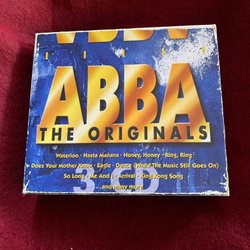 ABBA
THE ORIGINALS
Waterloo · Hasta Mañana · Honey, Honey · Ring, Ring
Does Your Mother Know · Eagle · Dance (While The Music Still Goes On)
So Long · Me And I · Arrival · King Kong Song
and many more